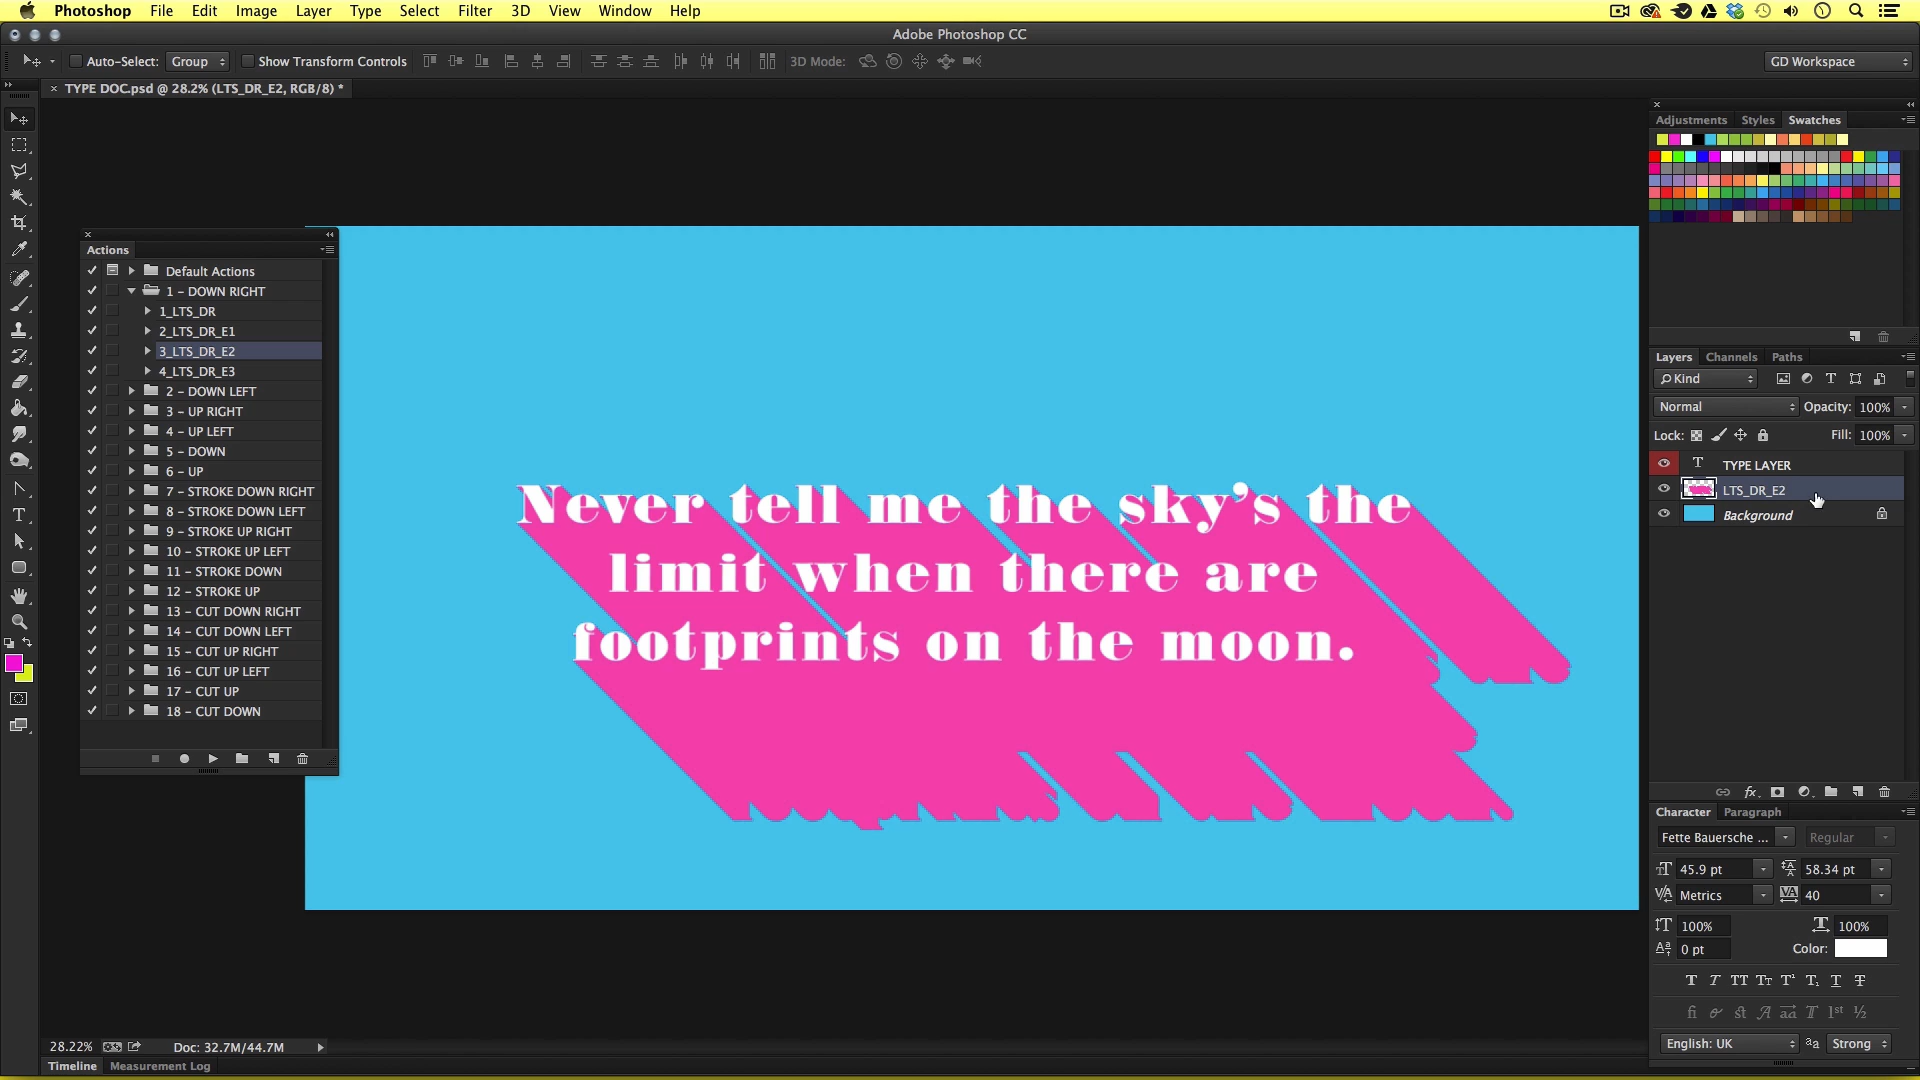 Photoshop File Edit Image Layer Type Select Filter 3D View Window Help
Adobe Photoshop CC
Auto-Select: Group Show Transform Controls 3D Mode: GD Workspace
TYPE DOC.psd @ 28.2% (LTS_DR_E2, RGB/8) *
Adjustments Styles Swatches
Actions
Default Actions
1 - DOWN RIGHT
1_LTS_DR
2_LTS_DR_E1
3_LTS_DR_E2
4_LTS_DR_E3
2 - DOWN LEFT
3 - UP RIGHT
4 - UP LEFT
5 - DOWN
6 - UP
7 - STROKE DOWN RIGHT
8 - STROKE DOWN LEFT
9 - STROKE UP RIGHT
10 - STROKE UP LEFT
11 - STROKE DOWN
12 - STROKE UP
13 - CUT DOWN RIGHT
14 - CUT DOWN LEFT
15 - CUT UP RIGHT
16 - CUT UP LEFT
17 - CUT UP
18 - CUT DOWN
Never tell me the sky's the
limit when there are
footprints on the moon.
Layers Channels Paths
Kind
Normal Opacity: 100%
Lock: Fill: 100%
T TYPE LAYER
LTS_DR_E2
Background
Character Paragraph
Fette Bauersche ... Regular
45.9 pt 58.34 pt
Metrics 40
100% 100%
0 pt Color:
English: UK Strong
28.22% Doc: 32.7M/44.7M
Timeline Measurement Log